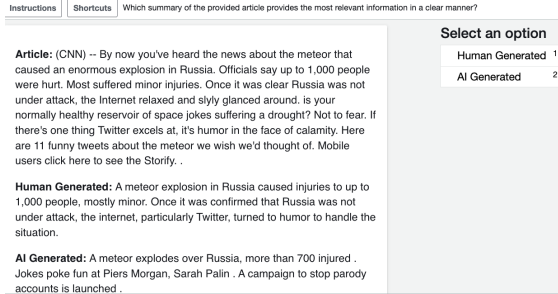 Instructions Shortcuts Which summary of the provided article provides the most relevant information in a clear manner?
Select an option
Human Generated 1
AI Generated 2
Article: (CNN) -- By now you've heard the news about the meteor that
caused an enormous explosion in Russia. Officials say up to 1,000 people
were hurt. Most suffered minor injuries. Once it was clear Russia was not
under attack, the Internet relaxed and slyly glanced around. is your
normally healthy reservoir of space jokes suffering a drought? Not to fear. If
there's one thing Twitter excels at, it's humor in the face of calamity. Here
are 11 funny tweets about the meteor we wish we'd thought of. Mobile
users click here to see the Storify. .
Human Generated: A meteor explosion in Russia caused injuries to up to
1,000 people, mostly minor. Once it was confirmed that Russia was not
under attack, the internet, particularly Twitter, turned to humor to handle the
situation.
AI Generated: A meteor explodes over Russia, more than 700 injured .
Jokes poke fun at Piers Morgan, Sarah Palin . A campaign to stop parody
accounts is launched .